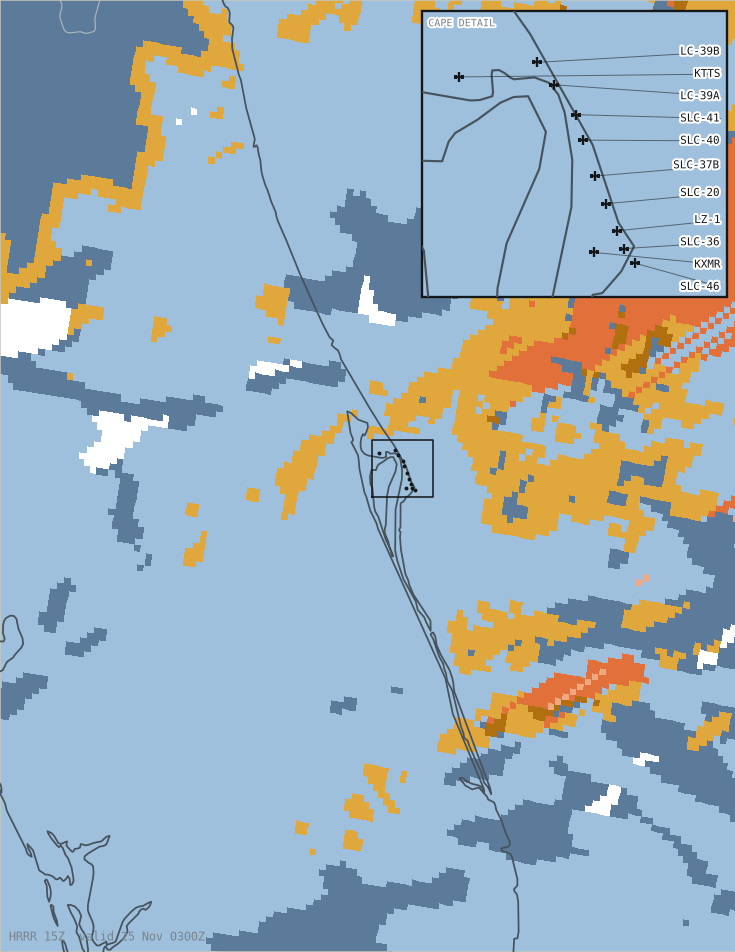 CAPE DETAIL
LC-39B
KTTS
LC-39A
SLC-41
SLC-40
SLC-37B
SLC-20
LZ-1
SLC-36
KXMR
SLC-46
HRRR 15Z valid 25 Nov 0300Z